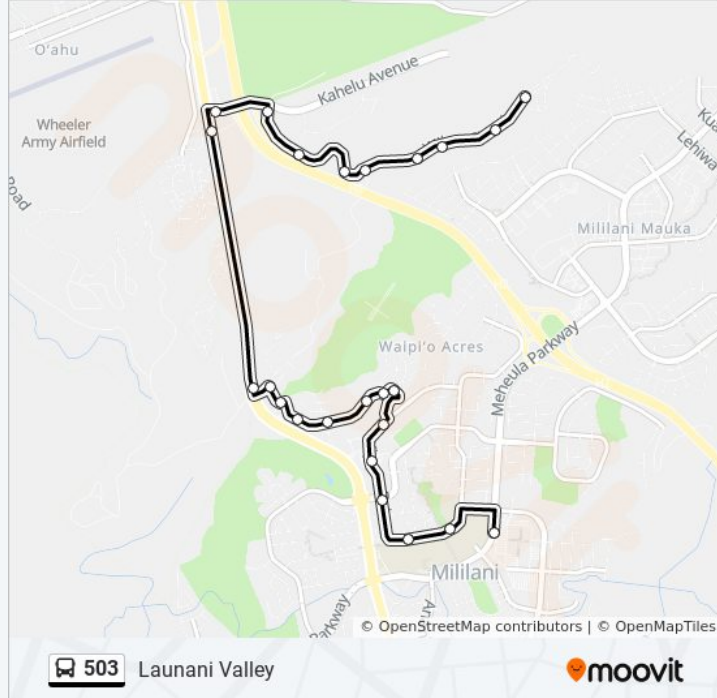 O'ahu
Kahelu Avenue
Wheeler
Army Airfield
Road
Lehiwa
Mililani Mauka
Waipi'o Acres
Meheula Parkway
Mililani
Parkway
© OpenStreetMap contributors | © OpenMapTiles
503 Launani Valley
moovit